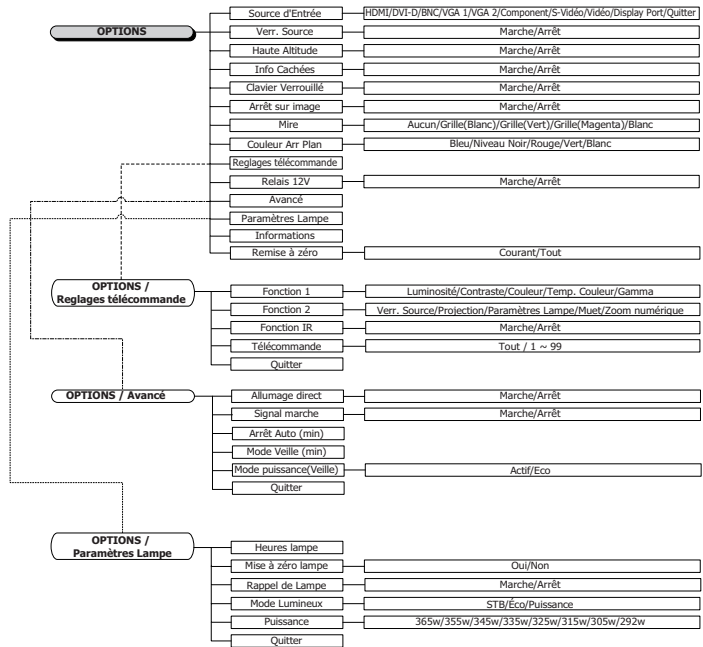 Source d'Entrée HDMI/DVI-D/BNC/VGA 1/VGA 2/Component/S-Vidéo/Vidéo/Display Port/Quitter
OPTIONS Verr. Source Marche/Arrêt
Haute Altitude Marche/Arrêt
Info Cachées Marche/Arrêt
Clavier Verrouillé Marche/Arrêt
Arrêt sur image Marche/Arrêt
Mire Aucun/Grille(Blanc)/Grille(Vert)/Grille(Magenta)/Blanc
Couleur Arr Plan Bleu/Niveau Noir/Rouge/Vert/Blanc
Reglages télécommande
Relais 12V Marche/Arrêt
Avancé
Paramètres Lampe
Informations
Remise à zéro Courant/Tout
OPTIONS /
Reglages télécommande
Fonction 1 Luminosité/Contraste/Couleur/Temp. Couleur/Gamma
Fonction 2 Verr. Source/Projection/Paramètres Lampe/Muet/Zoom numérique
Fonction IR Marche/Arrêt
Télécommande Tout / 1 ~ 99
Quitter
OPTIONS / Avancé Allumage direct Marche/Arrêt
Signal marche Marche/Arrêt
Arrêt Auto (min)
Mode Veille (min)
Mode puissance(Veille) Actif/Eco
Quitter
OPTIONS /
Paramètres Lampe
Heures lampe
Mise à zéro lampe Oui/Non
Rappel de Lampe Marche/Arrêt
Mode Lumineux STB/Éco/Puissance
Puissance 365w/355w/345w/335w/325w/315w/305w/292w
Quitter